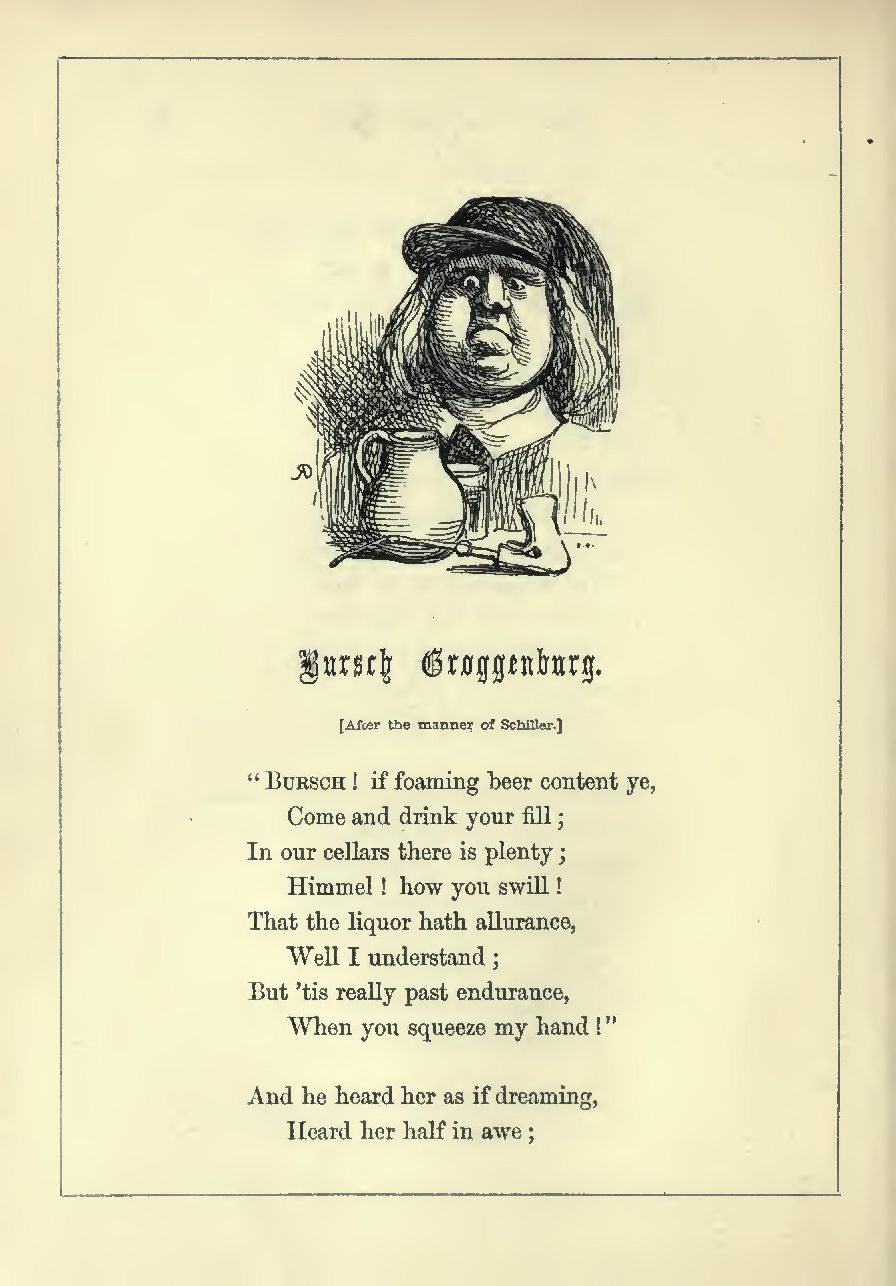 Bursch Groggenburg.
[After the manner of Schiller.]
“ BURSCH ! if foaming beer content ye,
Come and drink your fill ;
In our cellars there is plenty ;
Himmel ! how you swill !
That the liquor hath allurance,
Well I understand ;
But ’tis really past endurance,
When you squeeze my hand !”
And he heard her as if dreaming,
Heard her half in awe ;